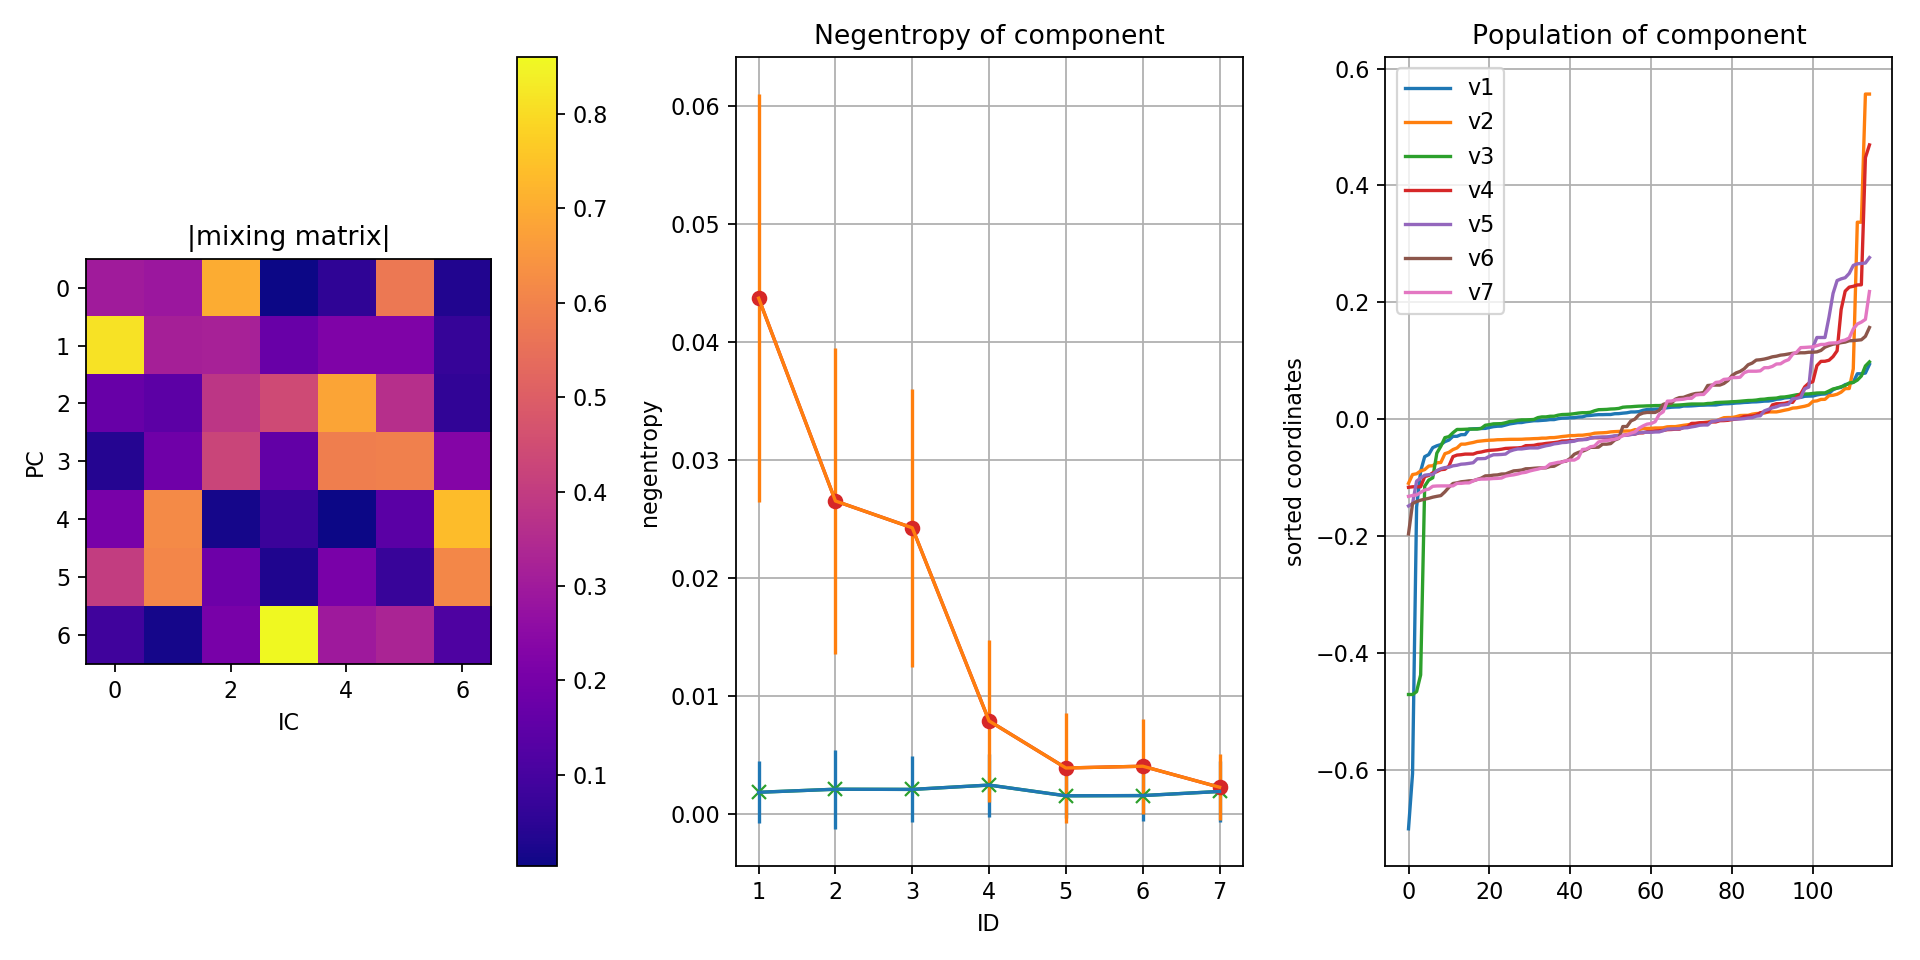 |mixing matrix|
0
1
2
3
4
5
6
PC
0 2 4 6
IC
0.8
0.7
0.6
0.5
0.4
0.3
0.2
0.1
Negentropy of component
0.06
0.05
0.04
0.03
0.02
0.01
0.00
negentropy
1 2 3 4 5 6 7
ID
Population of component
0.6
0.4
0.2
0.0
−0.2
−0.4
−0.6
sorted coordinates
v1
v2
v3
v4
v5
v6
v7
0 20 40 60 80 100